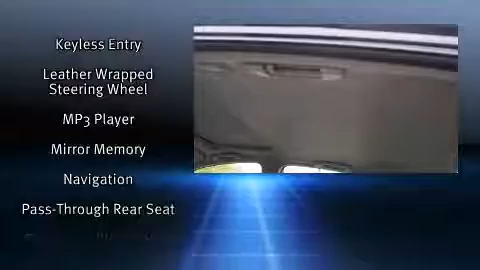 Keyless Entry
Leather Wrapped
Steering Wheel
MP3 Player
Mirror Memory
Navigation
Pass-Through Rear Seat